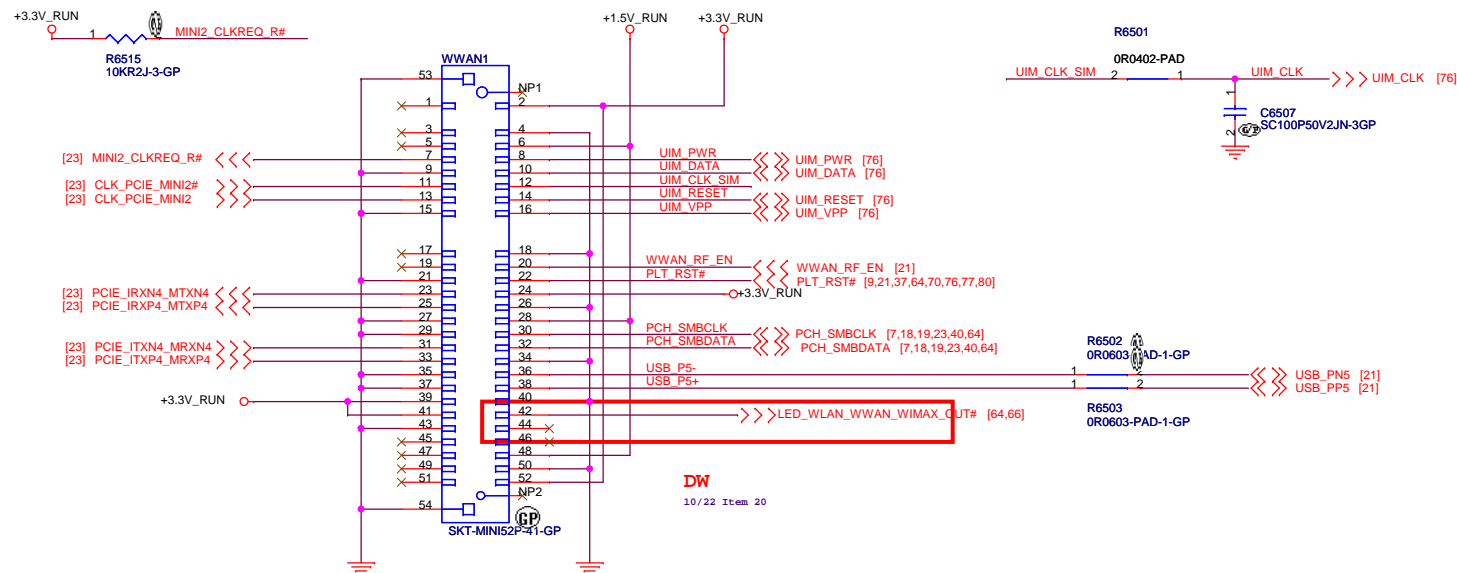 +3.3V_RUN
1
MINI2_CLKREQ_R#
R6515
10KR2J-3-GP
+1.5V_RUN
+3.3V_RUN
R6501
0R0402-PAD
UIM_CLK_SIM
2
1
UIM_CLK
UIM_CLK [76]
1
2
C6507
SC100P50V2JN-3GP
WWAN1
53
NP1
1
2
3
4
5
6
[23] MINI2_CLKREQ_R#
7
8
UIM_PWR
UIM_PWR [76]
9
10
UIM_DATA
UIM_DATA [76]
[23] CLK_PCIE_MINI2#
11
12
UIM_CLK_SIM
[23] CLK_PCIE_MINI2
13
14
UIM_RESET
UIM_RESET [76]
15
16
UIM_VPP
UIM_VPP [76]
17
18
19
20
WWAN_RF_EN
WWAN_RF_EN [21]
21
22
PLT_RST#
PLT_RST# [9,21,37,64,70,76,77,80]
[23] PCIE_IRXN4_MTXN4
23
24
+3.3V_RUN
[23] PCIE_IRXP4_MTXP4
25
26
27
28
29
30
PCH_SMBCLK
PCH_SMBCLK [7,18,19,23,40,64]
[23] PCIE_ITXN4_MRXN4
31
32
PCH_SMBDATA
PCH_SMBDATA [7,18,19,23,40,64]
[23] PCIE_ITXP4_MRXP4
33
34
35
36
USB_P5-
1
R6502
0R0603-PAD-1-GP
USB_PN5 [21]
37
38
USB_P5+
1
2
USB_PP5 [21]
R6503
0R0603-PAD-1-GP
+3.3V_RUN
39
40
41
42
LED_WLAN_WWAN_WIMAX_OUT# [64,66]
43
44
45
46
47
48
49
50
51
52
NP2
54
GP
SKT-MINI52P-41-GP
DW
10/22 Item 20